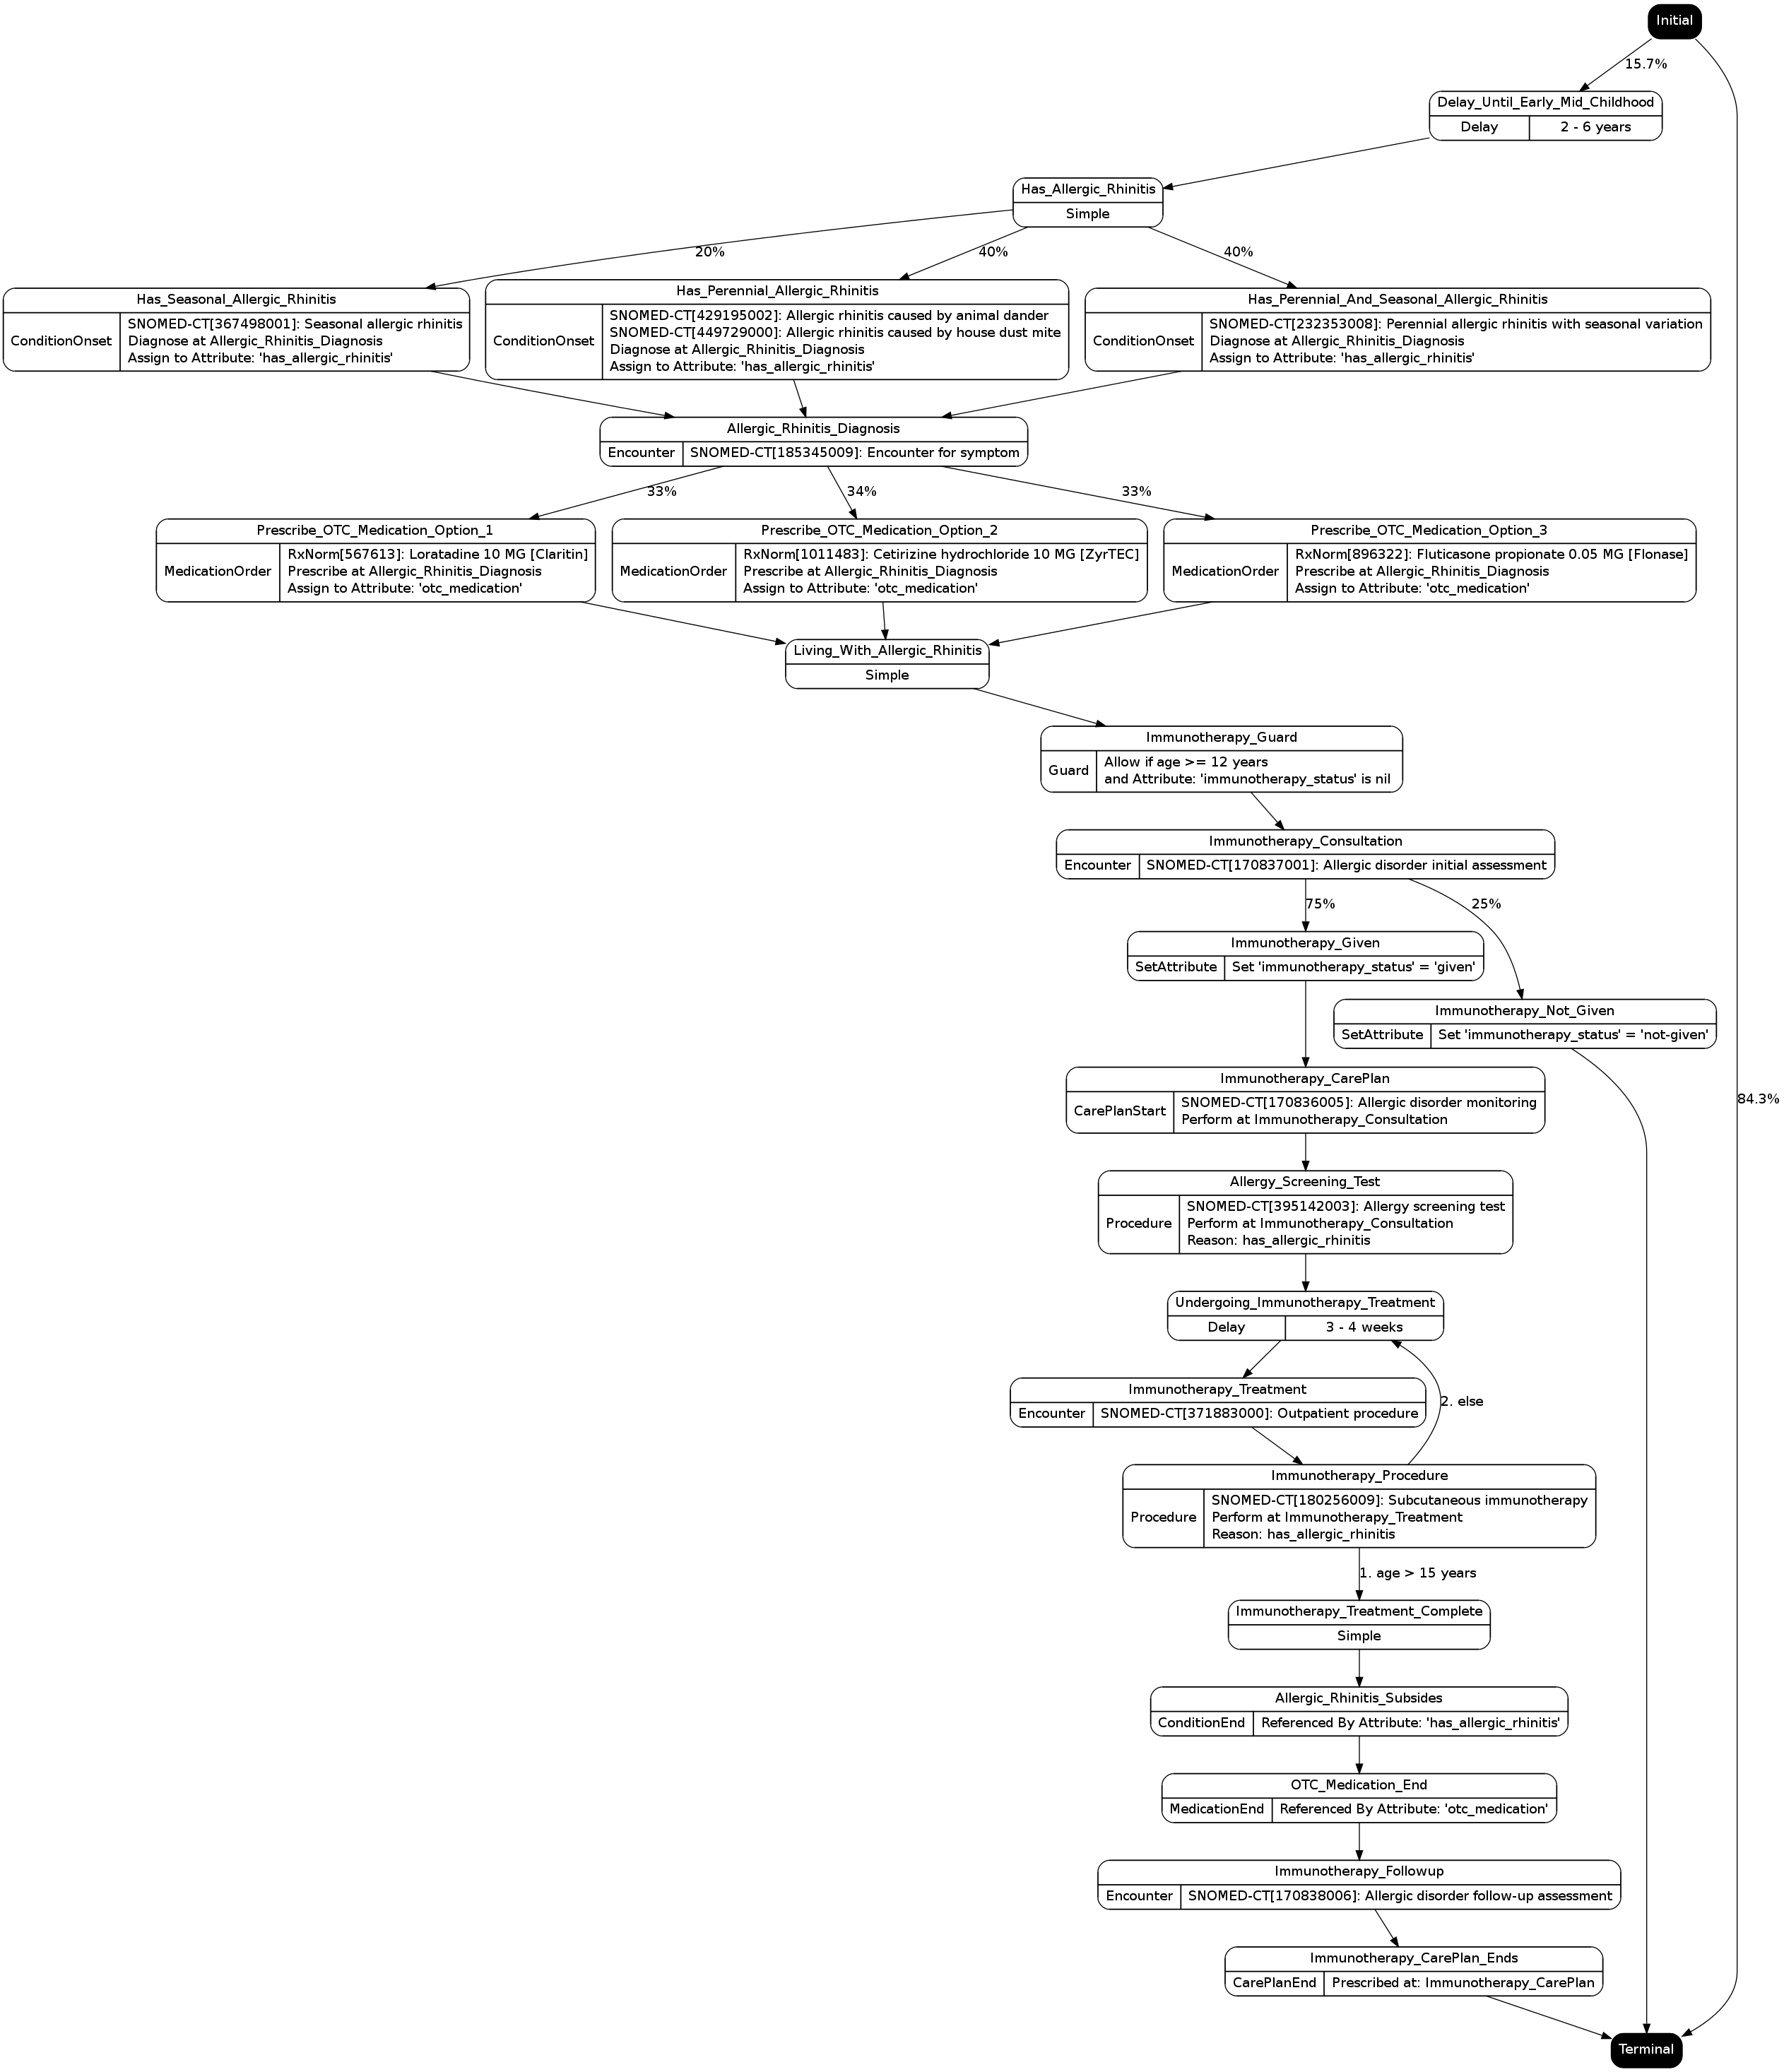 Initial
15.7%
Delay_Until_Early_Mid_Childhood
Delay 2 - 6 years
Has_Allergic_Rhinitis
Simple
20%
40%
40%
Has_Seasonal_Allergic_Rhinitis
ConditionOnset
SNOMED-CT[367498001]: Seasonal allergic rhinitis
Diagnose at Allergic_Rhinitis_Diagnosis
Assign to Attribute: 'has_allergic_rhinitis'
Has_Perennial_Allergic_Rhinitis
ConditionOnset
SNOMED-CT[429195002]: Allergic rhinitis caused by animal dander
SNOMED-CT[449729000]: Allergic rhinitis caused by house dust mite
Diagnose at Allergic_Rhinitis_Diagnosis
Assign to Attribute: 'has_allergic_rhinitis'
Has_Perennial_And_Seasonal_Allergic_Rhinitis
ConditionOnset
SNOMED-CT[232353008]: Perennial allergic rhinitis with seasonal variation
Diagnose at Allergic_Rhinitis_Diagnosis
Assign to Attribute: 'has_allergic_rhinitis'
Allergic_Rhinitis_Diagnosis
Encounter SNOMED-CT[185345009]: Encounter for symptom
33%
34%
33%
Prescribe_OTC_Medication_Option_1
MedicationOrder
RxNorm[567613]: Loratadine 10 MG [Claritin]
Prescribe at Allergic_Rhinitis_Diagnosis
Assign to Attribute: 'otc_medication'
Prescribe_OTC_Medication_Option_2
MedicationOrder
RxNorm[1011483]: Cetirizine hydrochloride 10 MG [ZyrTEC]
Prescribe at Allergic_Rhinitis_Diagnosis
Assign to Attribute: 'otc_medication'
Prescribe_OTC_Medication_Option_3
MedicationOrder
RxNorm[896322]: Fluticasone propionate 0.05 MG [Flonase]
Prescribe at Allergic_Rhinitis_Diagnosis
Assign to Attribute: 'otc_medication'
Living_With_Allergic_Rhinitis
Simple
Immunotherapy_Guard
Guard
Allow if age >= 12 years
and Attribute: 'immunotherapy_status' is nil
Immunotherapy_Consultation
Encounter SNOMED-CT[170837001]: Allergic disorder initial assessment
75%
25%
Immunotherapy_Given
SetAttribute Set 'immunotherapy_status' = 'given'
Immunotherapy_Not_Given
SetAttribute Set 'immunotherapy_status' = 'not-given'
Immunotherapy_CarePlan
CarePlanStart
SNOMED-CT[170836005]: Allergic disorder monitoring
Perform at Immunotherapy_Consultation
84.3%
Allergy_Screening_Test
Procedure
SNOMED-CT[395142003]: Allergy screening test
Perform at Immunotherapy_Consultation
Reason: has_allergic_rhinitis
Undergoing_Immunotherapy_Treatment
Delay 3 - 4 weeks
Immunotherapy_Treatment
Encounter SNOMED-CT[371883000]: Outpatient procedure
2. else
Immunotherapy_Procedure
Procedure
SNOMED-CT[180256009]: Subcutaneous immunotherapy
Perform at Immunotherapy_Treatment
Reason: has_allergic_rhinitis
1. age > 15 years
Immunotherapy_Treatment_Complete
Simple
Allergic_Rhinitis_Subsides
ConditionEnd Referenced By Attribute: 'has_allergic_rhinitis'
OTC_Medication_End
MedicationEnd Referenced By Attribute: 'otc_medication'
Immunotherapy_Followup
Encounter SNOMED-CT[170838006]: Allergic disorder follow-up assessment
Immunotherapy_CarePlan_Ends
CarePlanEnd Prescribed at: Immunotherapy_CarePlan
Terminal